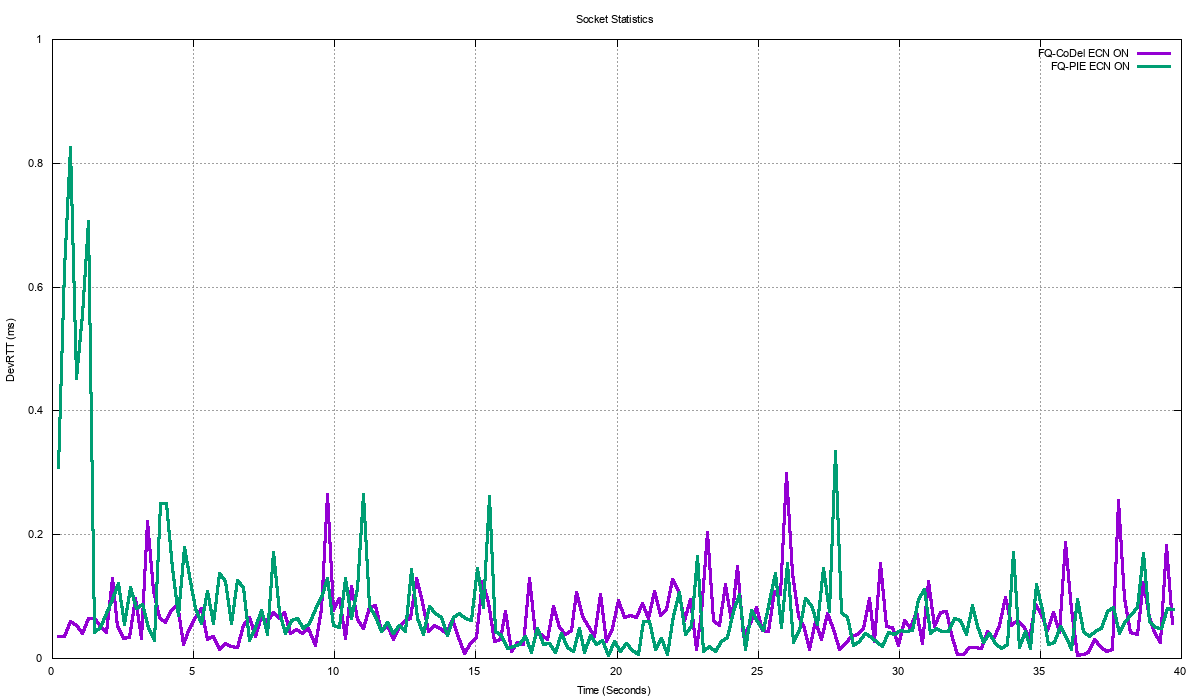 Socket Statistics
1
FQ-CoDel ECN ON
FQ-PIE ECN ON
0.8
0.6
DevRTT (ms)
0.4
0.2
0
0 5 10 15 20 25 30 35 40
Time (Seconds)